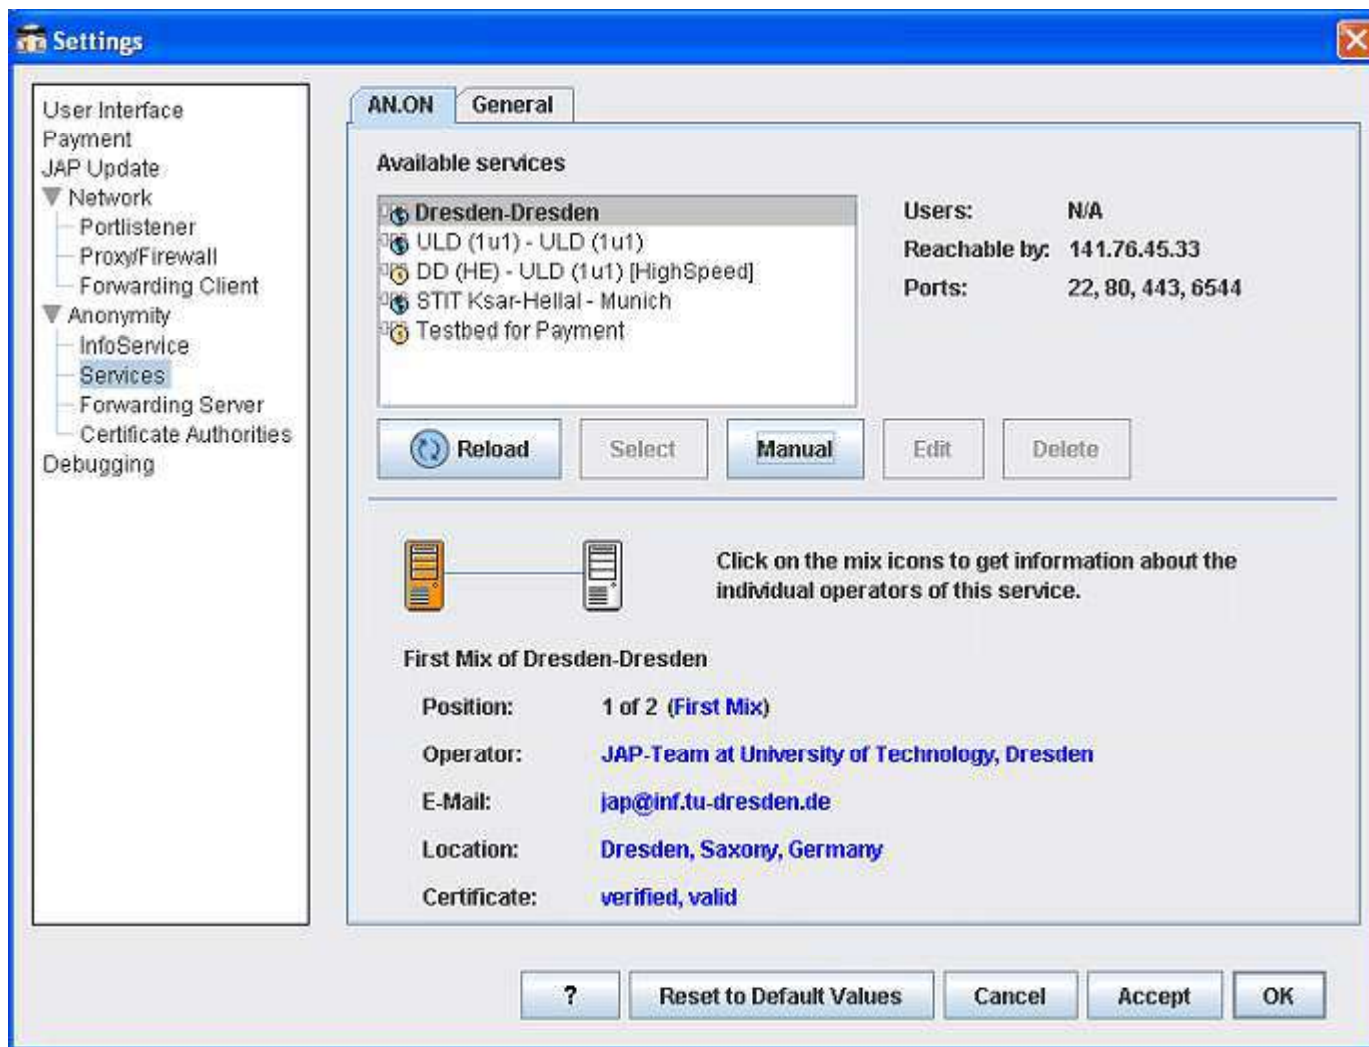 Settings
User Interface
Payment
JAP Update
Network
Portlistener
Proxy/Firewall
Forwarding Client
Anonymity
InfoService
Services
Forwarding Server
Certificate Authorities
Debugging
AN.ON General
Available services
Dresden-Dresden
ULD (1u1) - ULD (1u1)
DD (HE) - ULD (1u1) [HighSpeed]
STIT Ksar-Hellal - Munich
Testbed for Payment
Users: N/A
Reachable by: 141.76.45.33
Ports: 22, 80, 443, 6544
Reload Select Manual Edit Delete
Click on the mix icons to get information about the
individual operators of this service.
First Mix of Dresden-Dresden
Position: 1 of 2 (First Mix)
Operator: JAP-Team at University of Technology, Dresden
E-Mail: jap@inf.tu-dresden.de
Location: Dresden, Saxony, Germany
Certificate: verified, valid
? Reset to Default Values Cancel Accept OK